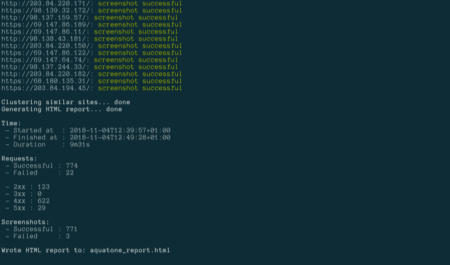 http://203.84.220.171/: screenshot successful
https://98.139.32.172/: screenshot successful
http://98.137.159.57/: screenshot successful
https://69.147.86.189/: screenshot successful
https://69.147.86.11/: screenshot successful
http://98.138.43.181/: screenshot successful
http://203.84.220.150/: screenshot successful
https://69.147.86.122/: screenshot successful
https://69.147.64.74/: screenshot successful
https://98.137.244.33/: screenshot successful
http://203.84.220.182/: screenshot successful
https://68.180.135.31/: screenshot successful
https://203.84.194.45/: screenshot successful
Clustering similar sites... done
Generating HTML report... done
Time:
- Started at : 2018-11-04T12:39:57+01:00
- Finished at : 2018-11-04T12:49:28+01:00
- Duration : 9m31s
Requests:
- Successful : 774
- Failed : 22
- 2xx : 123
- 3xx : 0
- 4xx : 622
- 5xx : 29
Screenshots:
- Successful : 771
- Failed : 3
Wrote HTML report to: aquatone_report.html